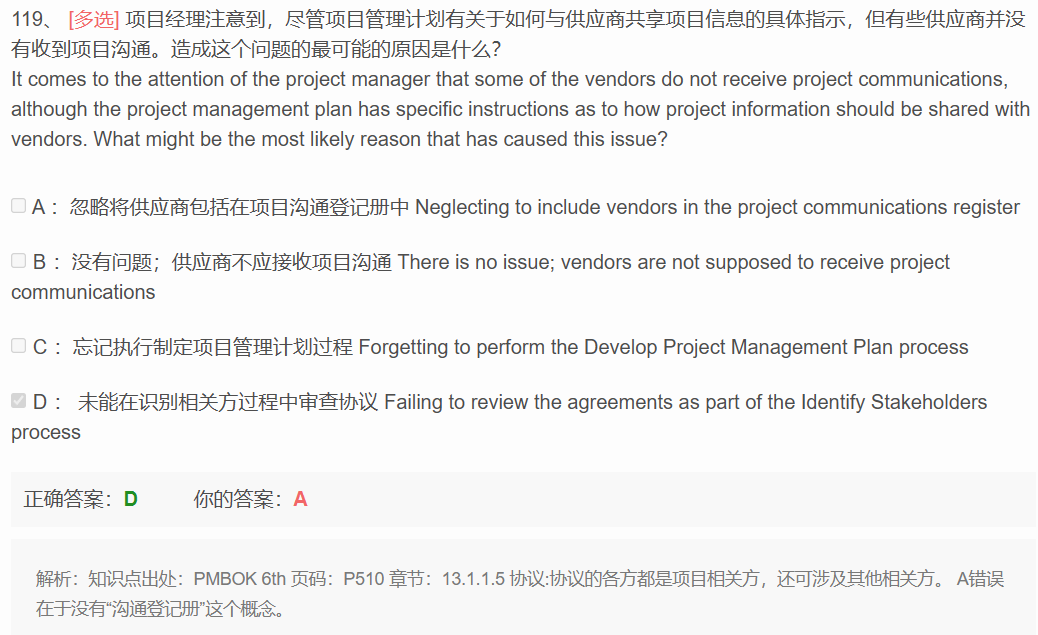 119、 [多选] 项目经理注意到，尽管项目管理计划有关于如何与供应商共享项目信息的具体指示，但有些供应商并没
有收到项目沟通。造成这个问题的最可能的原因是什么？
It comes to the attention of the project manager that some of the vendors do not receive project communications,
although the project management plan has specific instructions as to how project information should be shared with
vendors. What might be the most likely reason that has caused this issue?
A： 忽略将供应商包括在项目沟通登记册中 Neglecting to include vendors in the project communications register
B： 没有问题；供应商不应接收项目沟通 There is no issue; vendors are not supposed to receive project
communications
C： 忘记执行制定项目管理计划过程 Forgetting to perform the Develop Project Management Plan process
D： 未能在识别相关方过程中审查协议 Failing to review the agreements as part of the Identify Stakeholders
process
正确答案：D 你的答案：A
解析：知识点出处：PMBOK 6th 页码：P510 章节：13.1.1.5 协议:协议的各方都是项目相关方，还可涉及其他相关方。 A错误
在于没有“沟通登记册”这个概念。